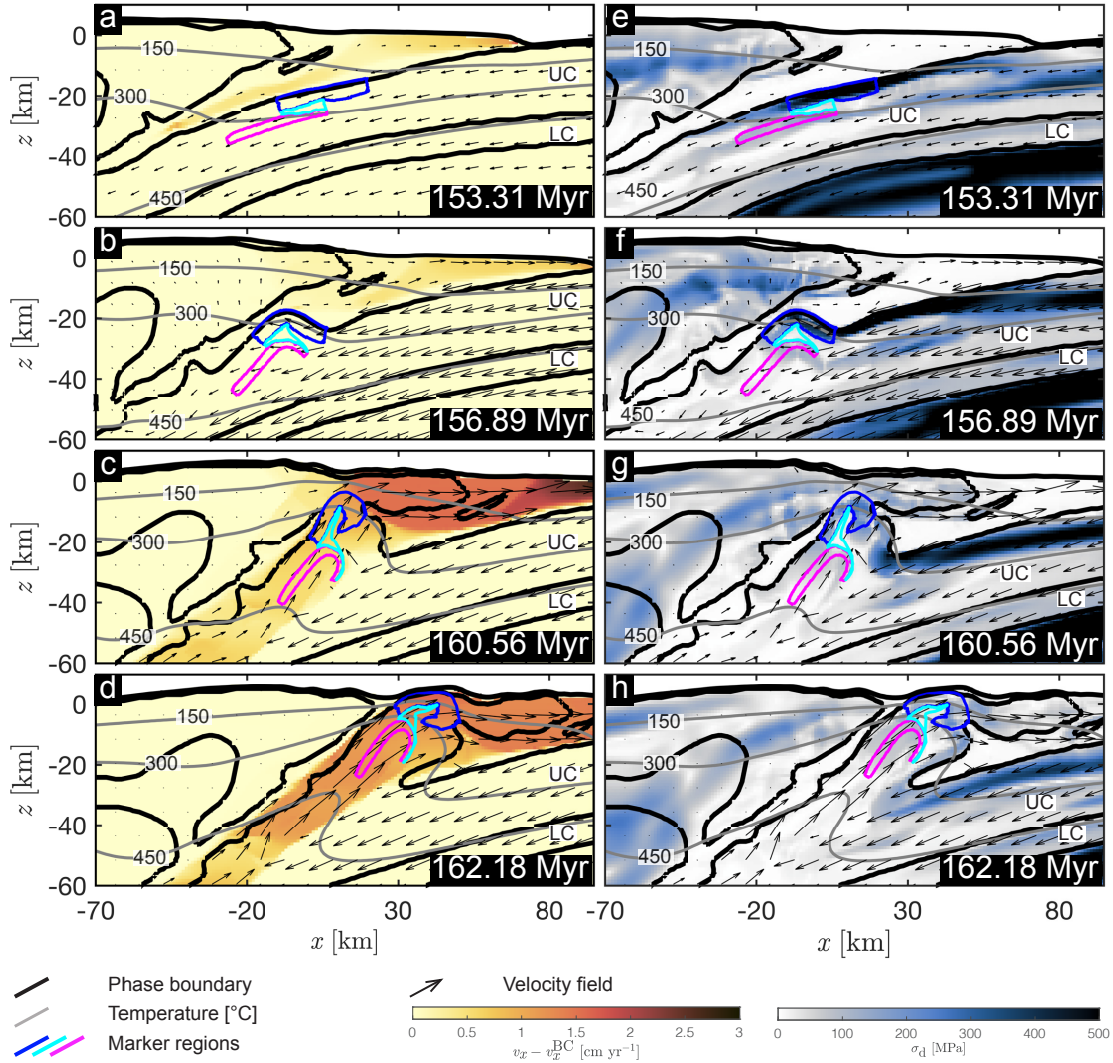 a
0
150
UC
-20
300
z [km]
-40
LC
450
153.31 Myr
-60
e
150
300
UC
LC
450
153.31 Myr
b
0
150
UC
-20
300
z [km]
-40
LC
450
156.89 Myr
-60
f
150
300
UC
LC
450
156.89 Myr
c
0
150
-20
300
UC
z [km]
-40
LC
450
160.56 Myr
-60
g
150
300
UC
LC
450
160.56 Myr
d
0
150
-20
300
UC
z [km]
-40
LC
450
162.18 Myr
-60
h
150
300
UC
LC
450
162.18 Myr
-70 -20 30 80
x [km]
-70 -20 30 80
x [km]
Phase boundary
Temperature [°C]
Marker regions
Velocity field
0 0.5 1 1.5 2 2.5 3
v_x − v_x^BC [cm yr⁻¹]
0 100 200 300 400 500
σ_d [MPa]